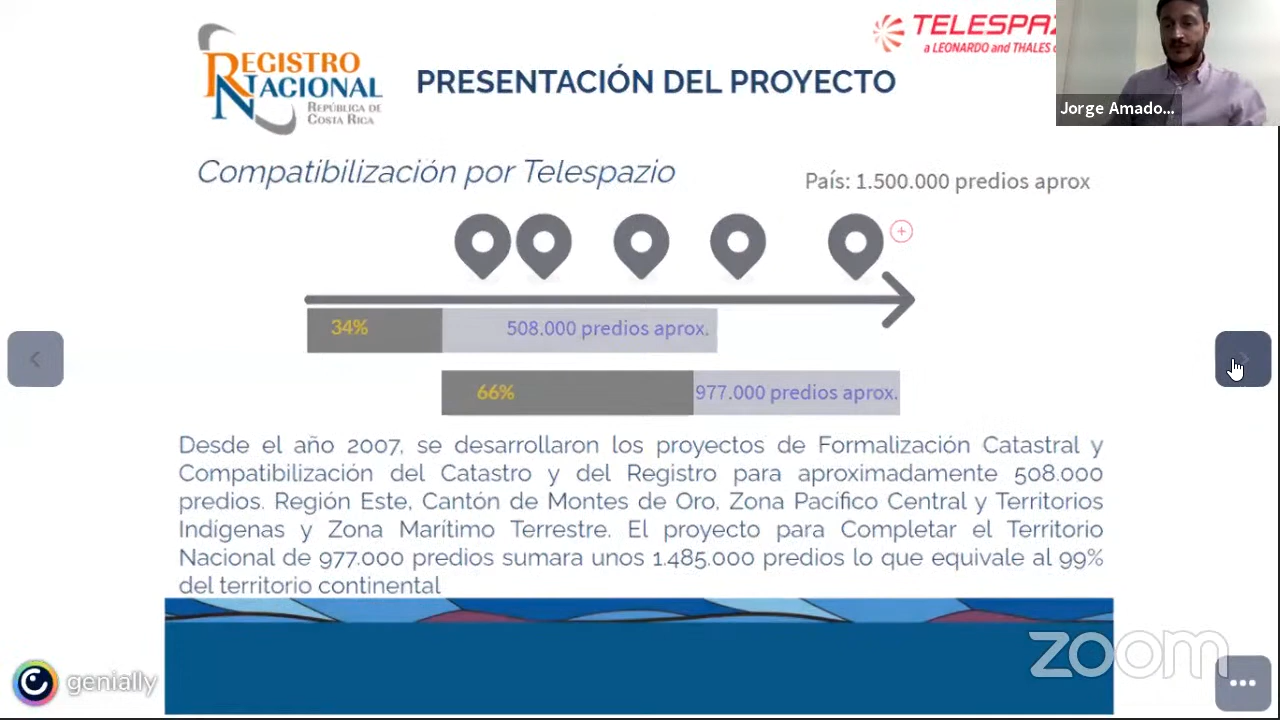 REGISTRO
NACIONAL
REPÚBLICA DE
COSTA RICA
PRESENTACIÓN DEL PROYECTO
a LEONARDO and THALES
Jorge Amado...
Compatibilización por Telespazio
País: 1.500.000 predios aprox
34%
508.000 predios aprox.
66%
977.000 predios aprox.
Desde el año 2007, se desarrollaron los proyectos de Formalización Catastral y
Compatibilización del Catastro y del Registro para aproximadamente 508.000
predios. Región Este, Cantón de Montes de Oro, Zona Pacífico Central y Territorios
Indígenas y Zona Marítimo Terrestre. El proyecto para Completar el Territorio
Nacional de 977.000 predios sumara unos 1.485.000 predios lo que equivale al 99%
del territorio continental
zoom
genially